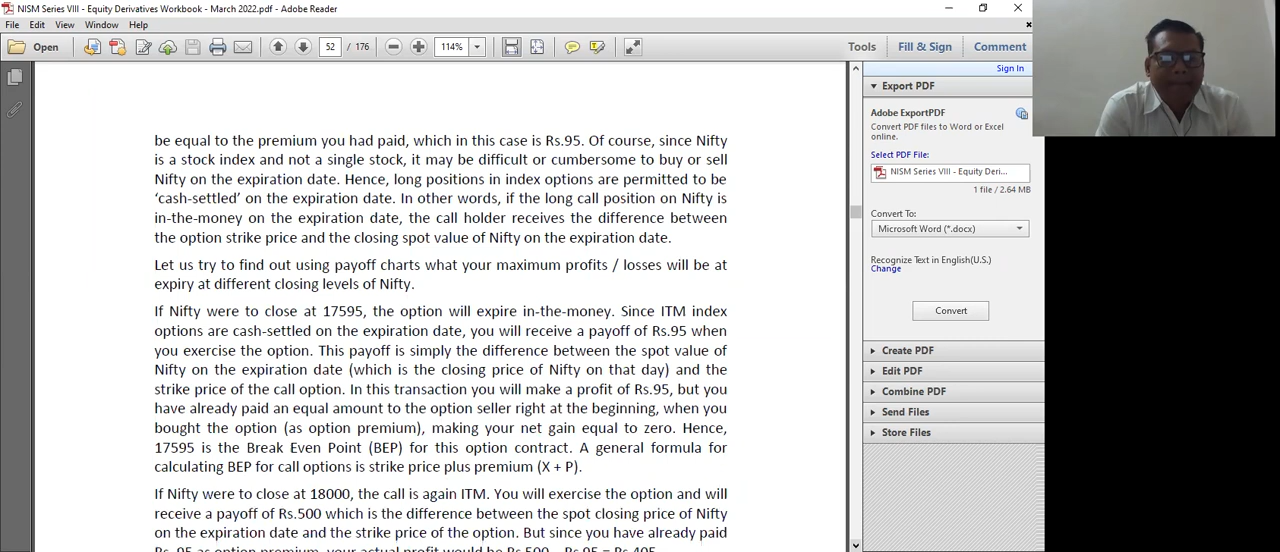 NISM Series VIII - Equity Derivatives Workbook - March 2022.pdf - Adobe Reader
File Edit View Window Help
Open 52 / 176 114% Tools Fill & Sign Comment
Sign In
Export PDF
Adobe ExportPDF
Convert PDF files to Word or Excel
online.
Select PDF File:
NISM Series VIII - Equity Deri...
1 file / 2.64 MB
Convert To:
Microsoft Word (*.docx)
Recognize Text in English(U.S.)
Change
Convert
Create PDF
Edit PDF
Combine PDF
Send Files
Store Files
be equal to the premium you had paid, which in this case is Rs.95. Of course, since Nifty
is a stock index and not a single stock, it may be difficult or cumbersome to buy or sell
Nifty on the expiration date. Hence, long positions in index options are permitted to be
‘cash-settled’ on the expiration date. In other words, if the long call position on Nifty is
in-the-money on the expiration date, the call holder receives the difference between
the option strike price and the closing spot value of Nifty on the expiration date.
Let us try to find out using payoff charts what your maximum profits / losses will be at
expiry at different closing levels of Nifty.
If Nifty were to close at 17595, the option will expire in-the-money. Since ITM index
options are cash-settled on the expiration date, you will receive a payoff of Rs.95 when
you exercise the option. This payoff is simply the difference between the spot value of
Nifty on the expiration date (which is the closing price of Nifty on that day) and the
strike price of the call option. In this transaction you will make a profit of Rs.95, but you
have already paid an equal amount to the option seller right at the beginning, when you
bought the option (as option premium), making your net gain equal to zero. Hence,
17595 is the Break Even Point (BEP) for this option contract. A general formula for
calculating BEP for call options is strike price plus premium (X + P).
If Nifty were to close at 18000, the call is again ITM. You will exercise the option and will
receive a payoff of Rs.500 which is the difference between the spot closing price of Nifty
on the expiration date and the strike price of the option. But since you have already paid
Rs. 95 as option premium, your actual profit would be Rs.500 – Rs.95 = Rs.405.